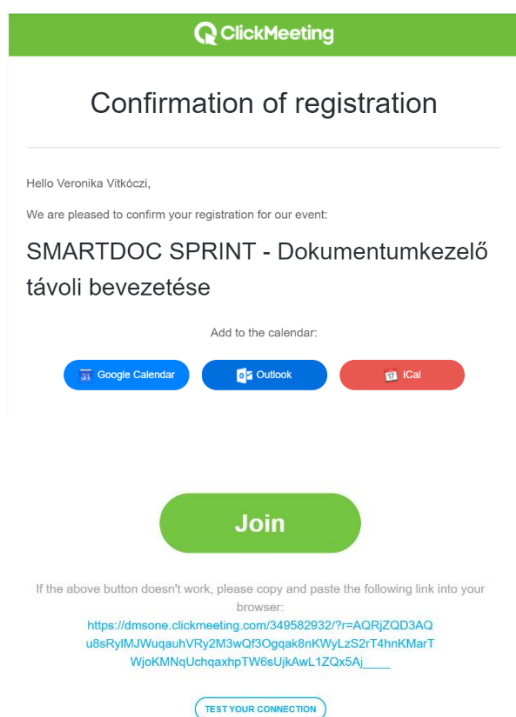 ClickMeeting
Confirmation of registration
Hello Veronika Vitkóczi,
We are pleased to confirm your registration for our event:
SMARTDOC SPRINT - Dokumentumkezelő
távoli bevezetése
Add to the calendar:
31 Google Calendar Outlook 17 iCal
Join
If the above button doesn't work, please copy and paste the following link into your
browser:
https://dmsone.clickmeeting.com/349582932/?r=AQRjZQD3AQ
u8sRyIMJWuqauhVRy2M3wQf3Ogqak8nKWyLzS2rT4hnKMarT
WjoKMNqUchqaxhpTW6sUjkAwL1ZQx5Aj____
TEST YOUR CONNECTION